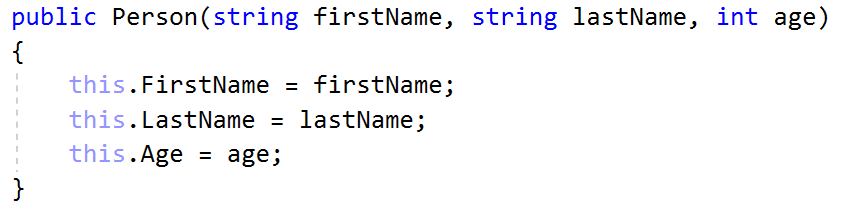 public Person(string firstName, string lastName, int age)
{
    this.FirstName = firstName;
    this.LastName = lastName;
    this.Age = age;
}